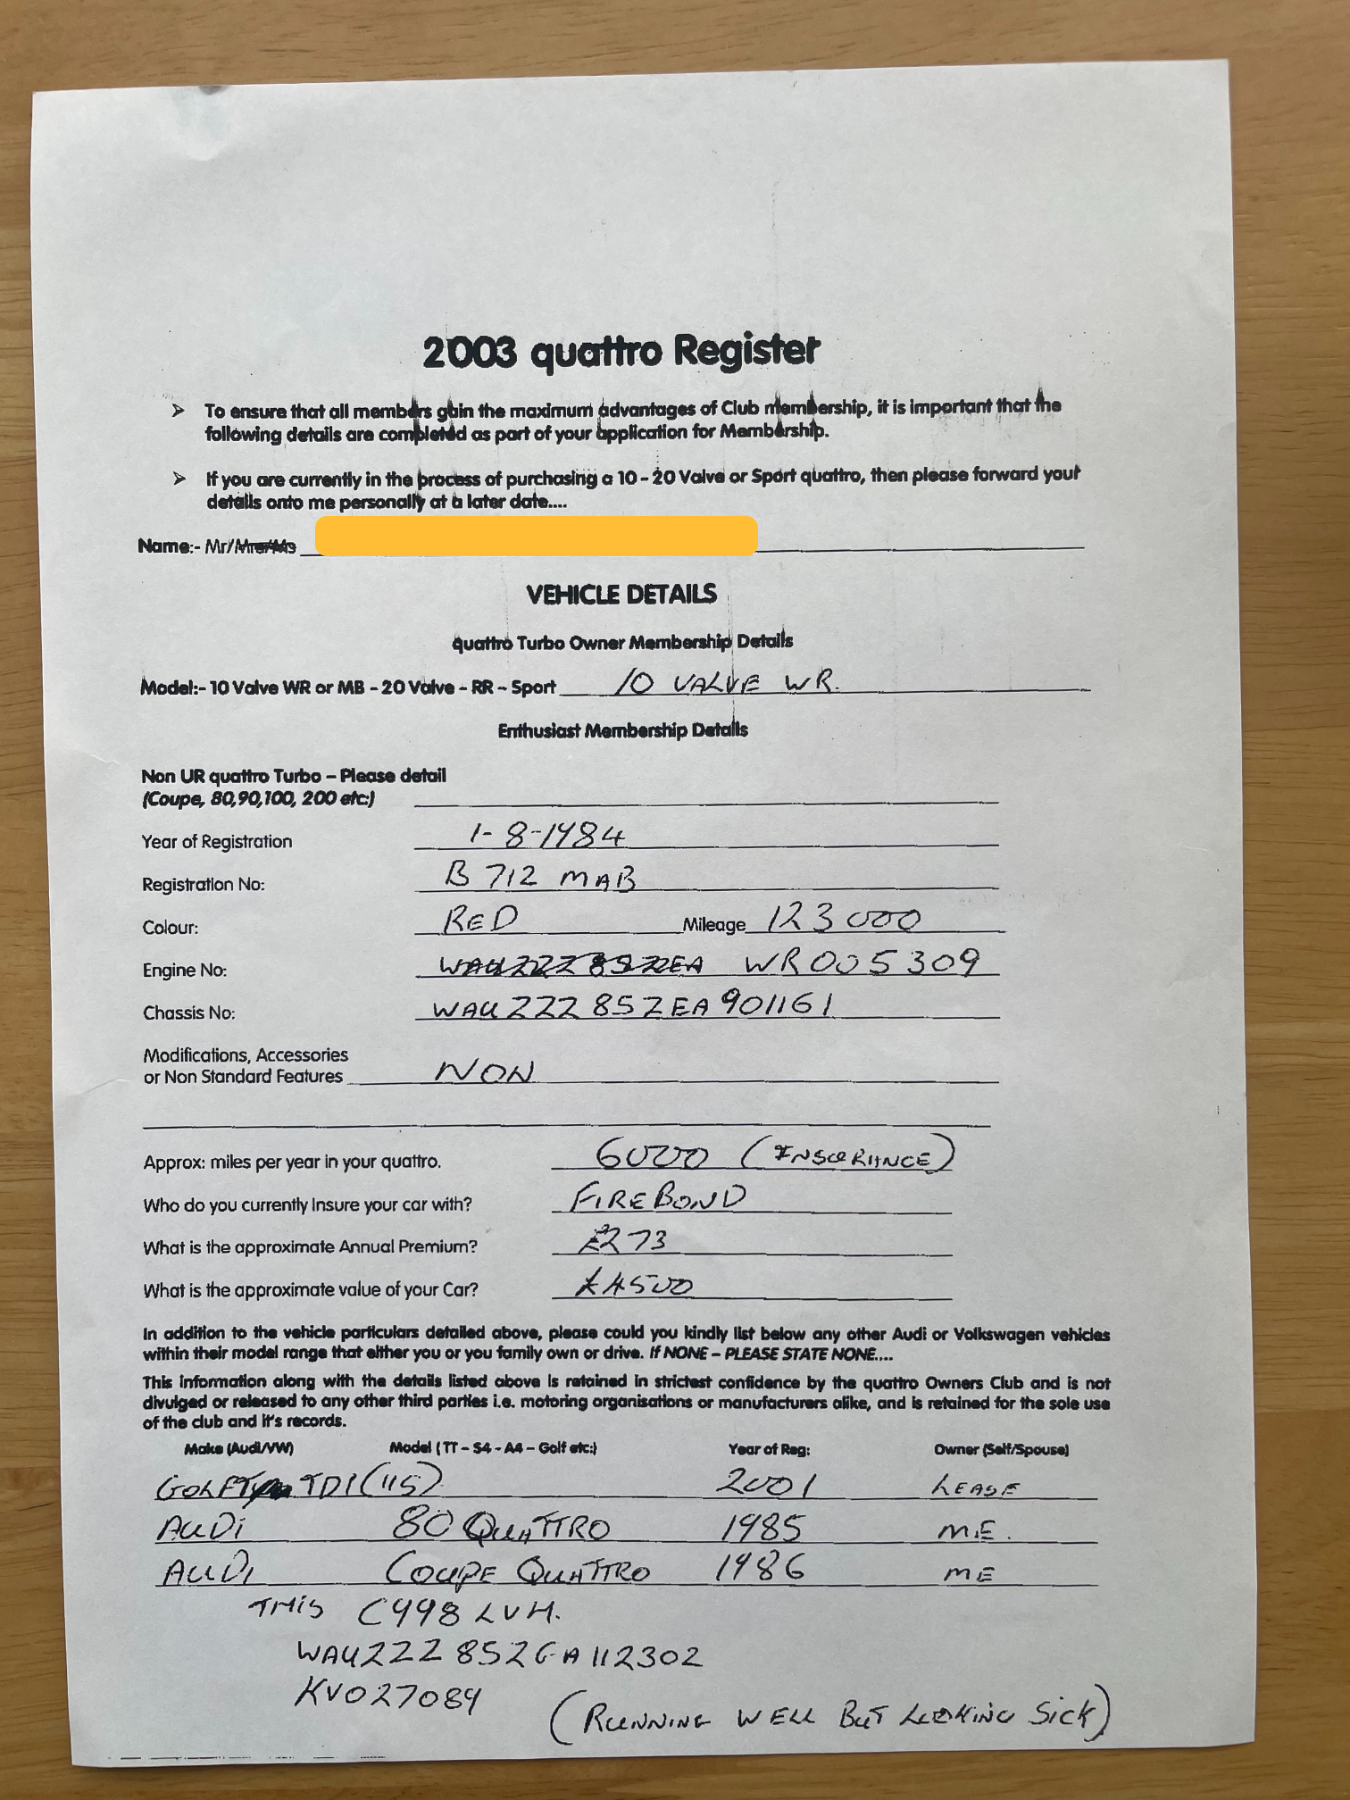 2003 quattro Register
➢ To ensure that all members gain the maximum advantages of Club membership, it is important that the
following details are completed as part of your application for Membership.
➢ If you are currently in the process of purchasing a 10 - 20 Valve or Sport quattro, then please forward your
details onto me personally at a later date....
Name:- Mr/Mrs/Ms
VEHICLE DETAILS
quattro Turbo Owner Membership Details
Model:- 10 Valve WR or MB - 20 Valve - RR - Sport 10 VALVE WR.
Enthusiast Membership Details
Non UR quattro Turbo – Please detail
(Coupe, 80,90,100, 200 etc:)
Year of Registration 1-8-1984
Registration No: B 712 MAB
Colour: RED Mileage 123000
Engine No: WAUZZZ 85ZEA WR005309
Chassis No: WAUZZZ 85ZEA901161
Modifications, Accessories
or Non Standard Features NON
Approx: miles per year in your quattro. 6000 (INSURANCE)
Who do you currently Insure your car with? FIREBOND
What is the approximate Annual Premium? £273
What is the approximate value of your Car? £4500
In addition to the vehicle particulars detailed above, please could you kindly list below any other Audi or Volkswagen vehicles
within their model range that either you or you family own or drive. If NONE – PLEASE STATE NONE....
This information along with the details listed above is retained in strictest confidence by the quattro Owners Club and is not
divulged or released to any other third parties i.e. motoring organisations or manufacturers alike, and is retained for the sole use
of the club and it's records.
Make (Audi/VW) Model ( TT – S4 - A4 – Golf etc:) Year of Reg: Owner (Self/Spouse)
GOLF TDI (115) 2001 LEASE
AUDI 80 QUATTRO 1985 ME.
AUDI COUPE QUATTRO 1986 ME
THIS C998 LVH.
WAUZZZ 85ZGA112302
KV027084
(RUNNING WELL BUT LOOKING SICK)